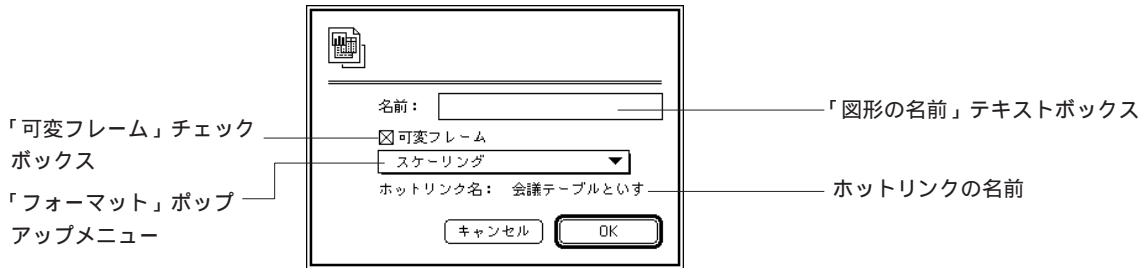 名前：
「図形の名前」テキストボックス
「可変フレーム」チェック
ボックス
可変フレーム
スケーリング
ホットリンク名： 会議テーブルといす
ホットリンクの名前
「フォーマット」ポップ
アップメニュー
キャンセル
OK